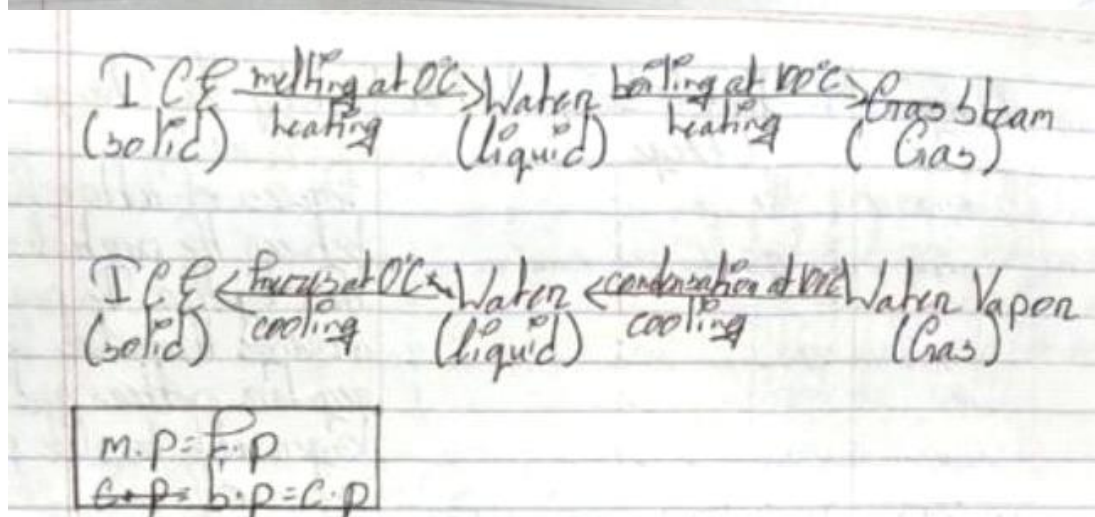 ICE melting at 0°C > Water boiling at 100°C > Gas Steam
(solid) heating (liquid) heating (Gas)
ICE < freezes at 0°C Water < condensation at 100°C Water Vapor
(solid) cooling (liquid) cooling (Gas)
m.p = f.p
c.p = b.p = c.p